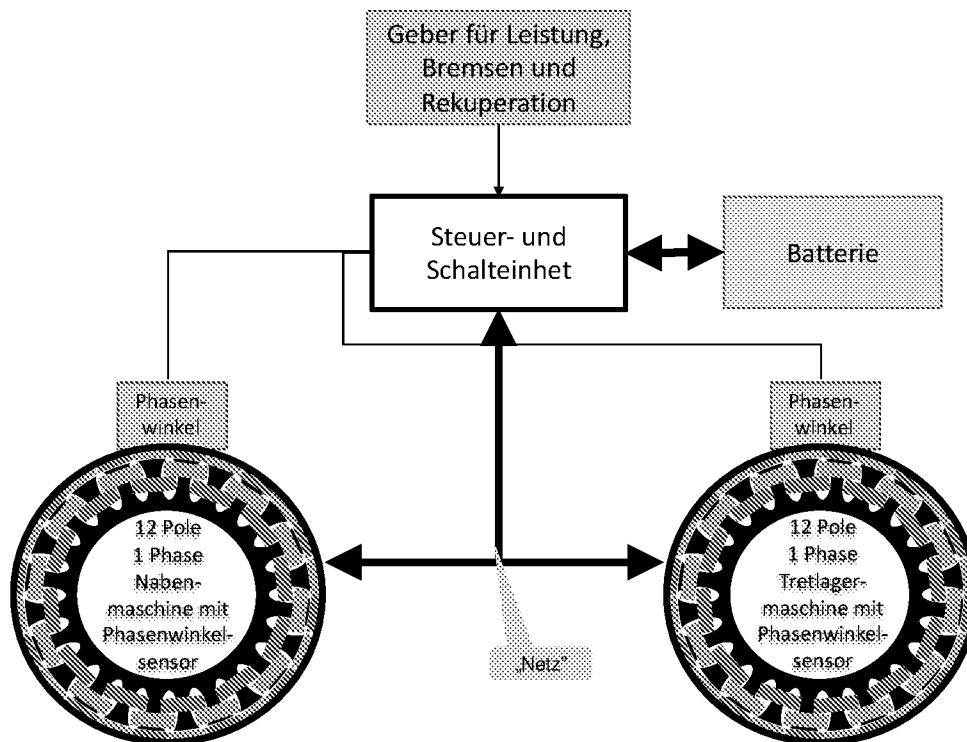 Geber für Leistung,
Bremsen und
Rekuperation
Steuer- und
Schalteinhet
Batterie
Phasen-
winkel
Phasen-
winkel
12 Pole
1 Phase
Naben-
maschine mit
Phasenwinkel-
sensor
12 Pole
1 Phase
Tretlager-
maschine mit
Phasenwinkel-
sensor
„Netz"